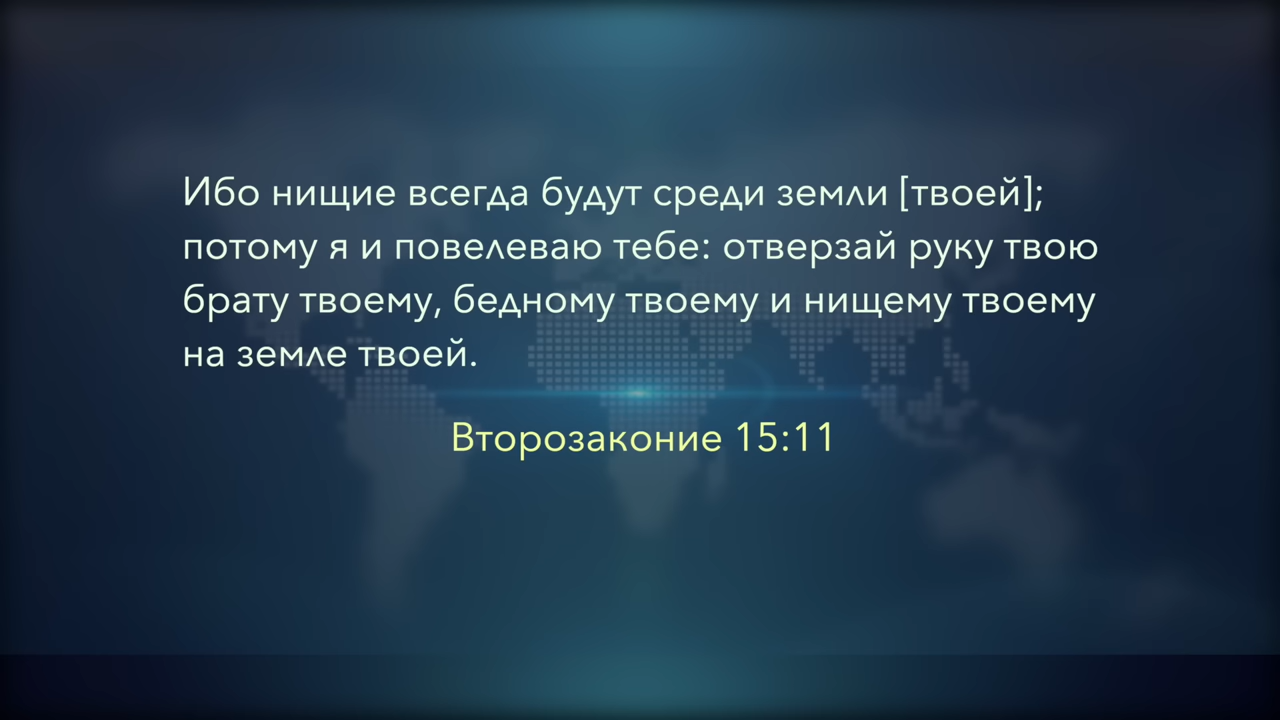 Ибо нищие всегда будут среди земли [твоей];
потому я и повелеваю тебе: отверзай руку твою
брату твоему, бедному твоему и нищему твоему
на земле твоей.
Второзаконие 15:11